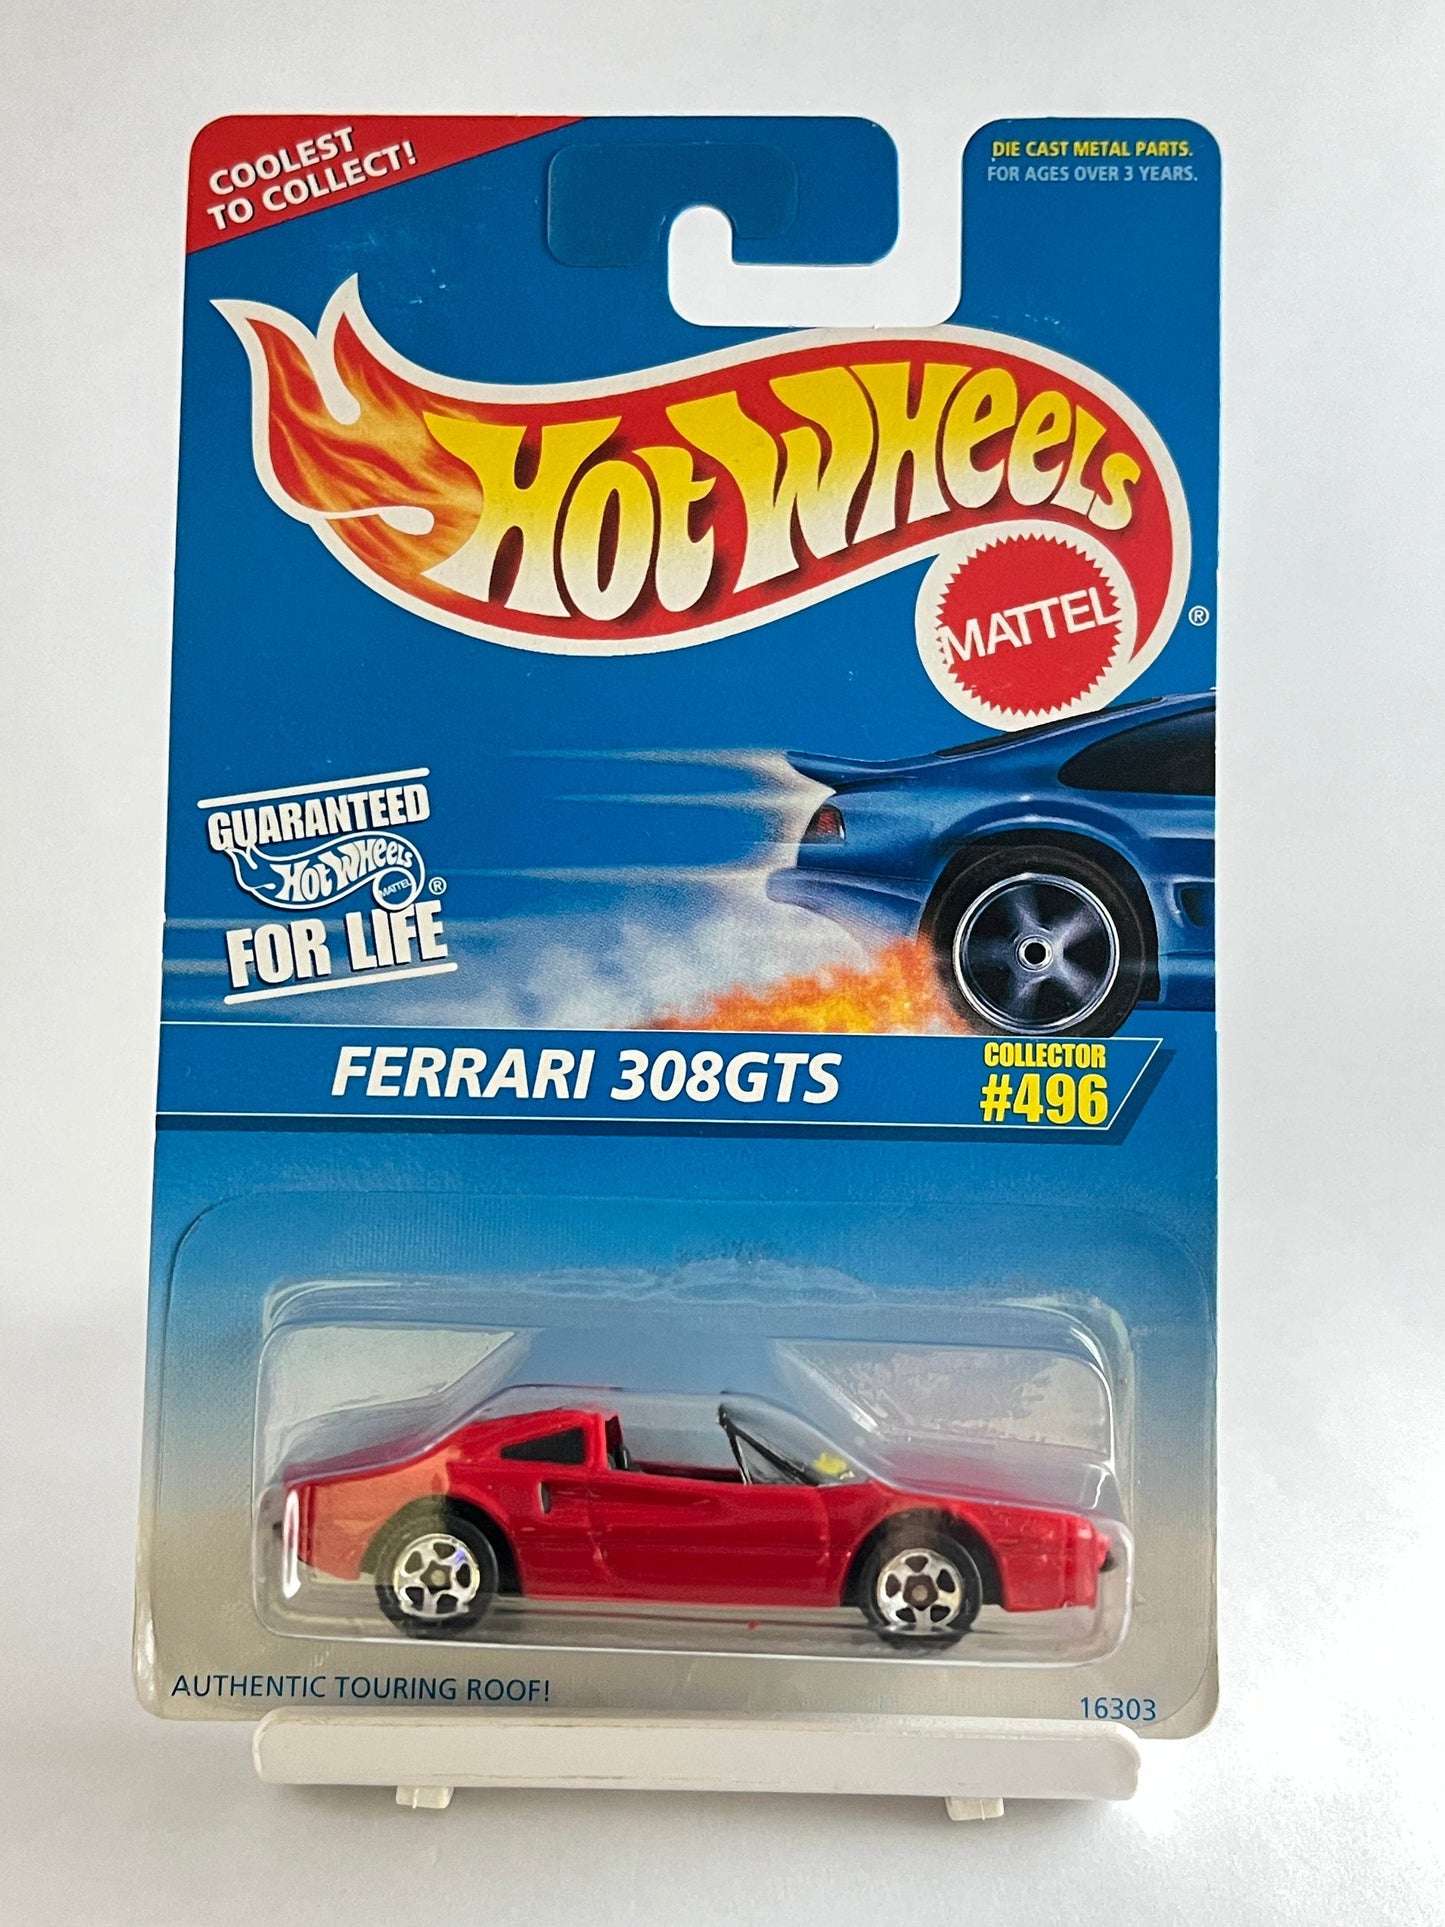 COOLEST
TO COLLECT!
DIE CAST METAL PARTS.
FOR AGES OVER 3 YEARS.
HOT WHEELS
MATTEL
®
GUARANTEED
HOT WHEELS
MATTEL ®
FOR LIFE
FERRARI 308GTS
COLLECTOR
#496
AUTHENTIC TOURING ROOF!
16303